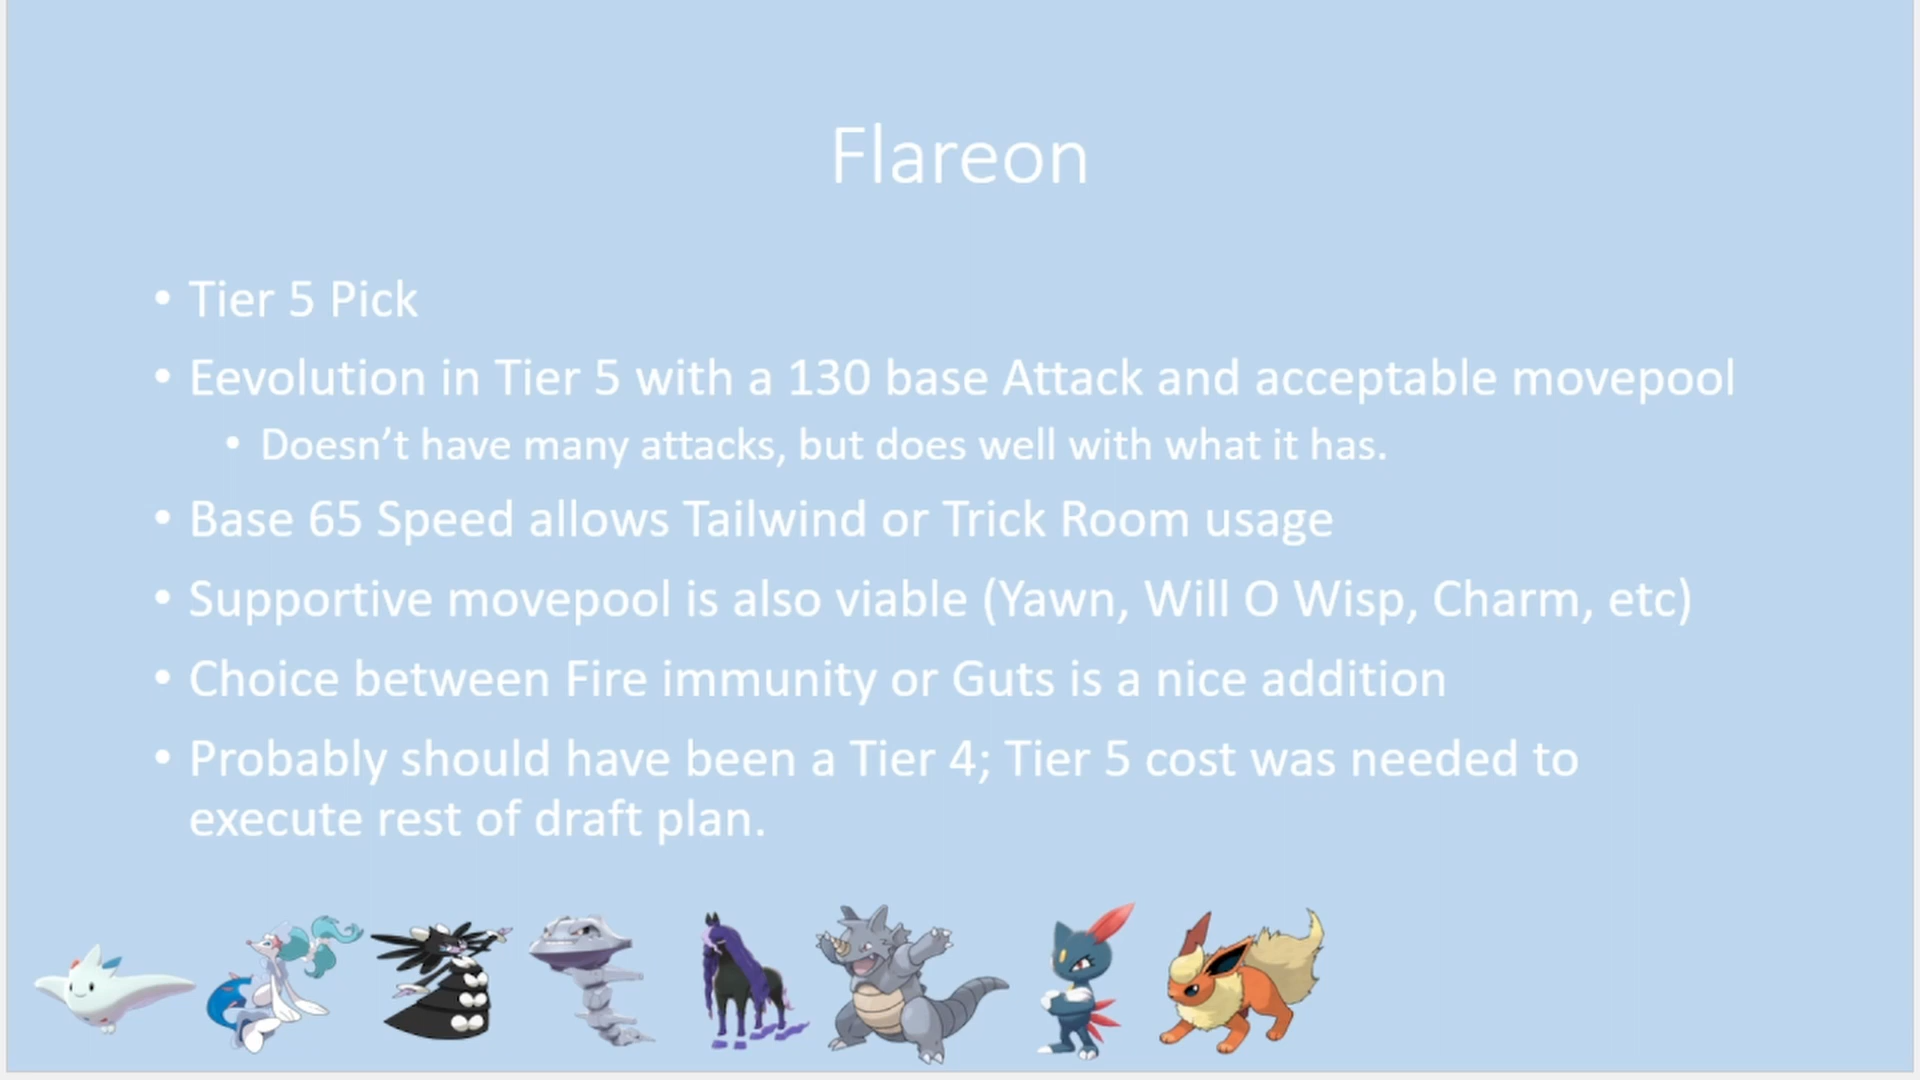 Flareon
• Tier 5 Pick
• Eevolution in Tier 5 with a 130 base Attack and acceptable movepool
• Doesn’t have many attacks, but does well with what it has.
• Base 65 Speed allows Tailwind or Trick Room usage
• Supportive movepool is also viable (Yawn, Will O Wisp, Charm, etc)
• Choice between Fire immunity or Guts is a nice addition
• Probably should have been a Tier 4; Tier 5 cost was needed to
execute rest of draft plan.